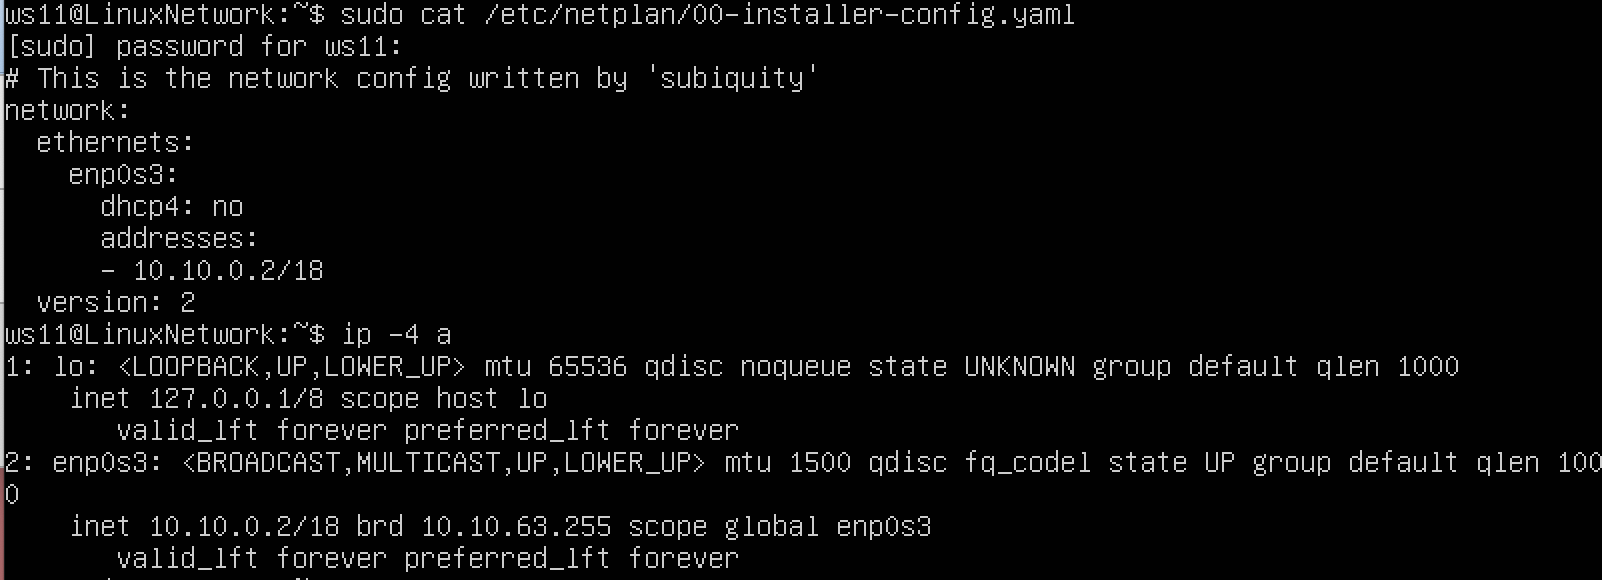 ws11@LinuxNetwork:~$ sudo cat /etc/netplan/00-installer-config.yaml
[sudo] password for ws11:
# This is the network config written by 'subiquity'
network:
  ethernets:
    enp0s3:
      dhcp4: no
      addresses:
      - 10.10.0.2/18
  version: 2
ws11@LinuxNetwork:~$ ip -4 a
1: lo: <LOOPBACK,UP,LOWER_UP> mtu 65536 qdisc noqueue state UNKNOWN group default qlen 1000
    inet 127.0.0.1/8 scope host lo
       valid_lft forever preferred_lft forever
2: enp0s3: <BROADCAST,MULTICAST,UP,LOWER_UP> mtu 1500 qdisc fq_codel state UP group default qlen 100
0
    inet 10.10.0.2/18 brd 10.10.63.255 scope global enp0s3
       valid_lft forever preferred_lft forever